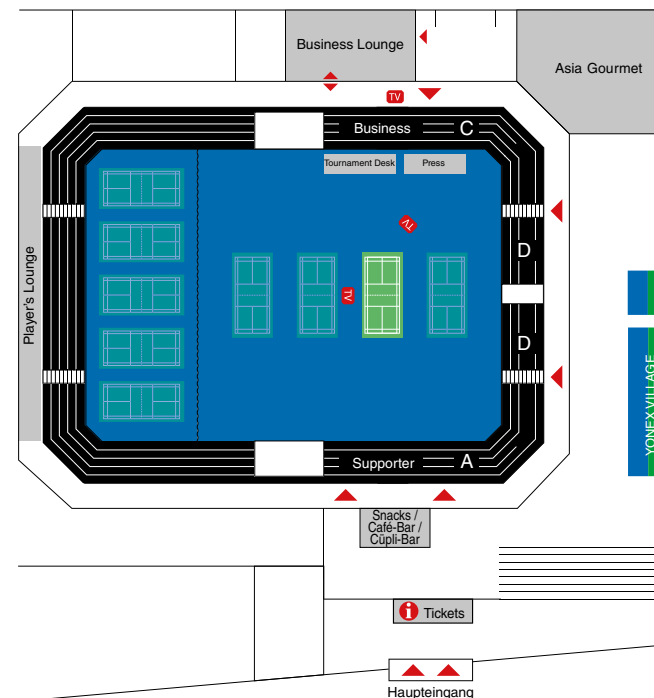 Business Lounge
Asia Gourmet
TV
Business
C
Tournament Desk
Press
TV
Player's Lounge
D
TV
D
YONEX VILLAGE
Supporter
A
Snacks /
Café-Bar /
Cüpli-Bar
i Tickets
Haupteingang